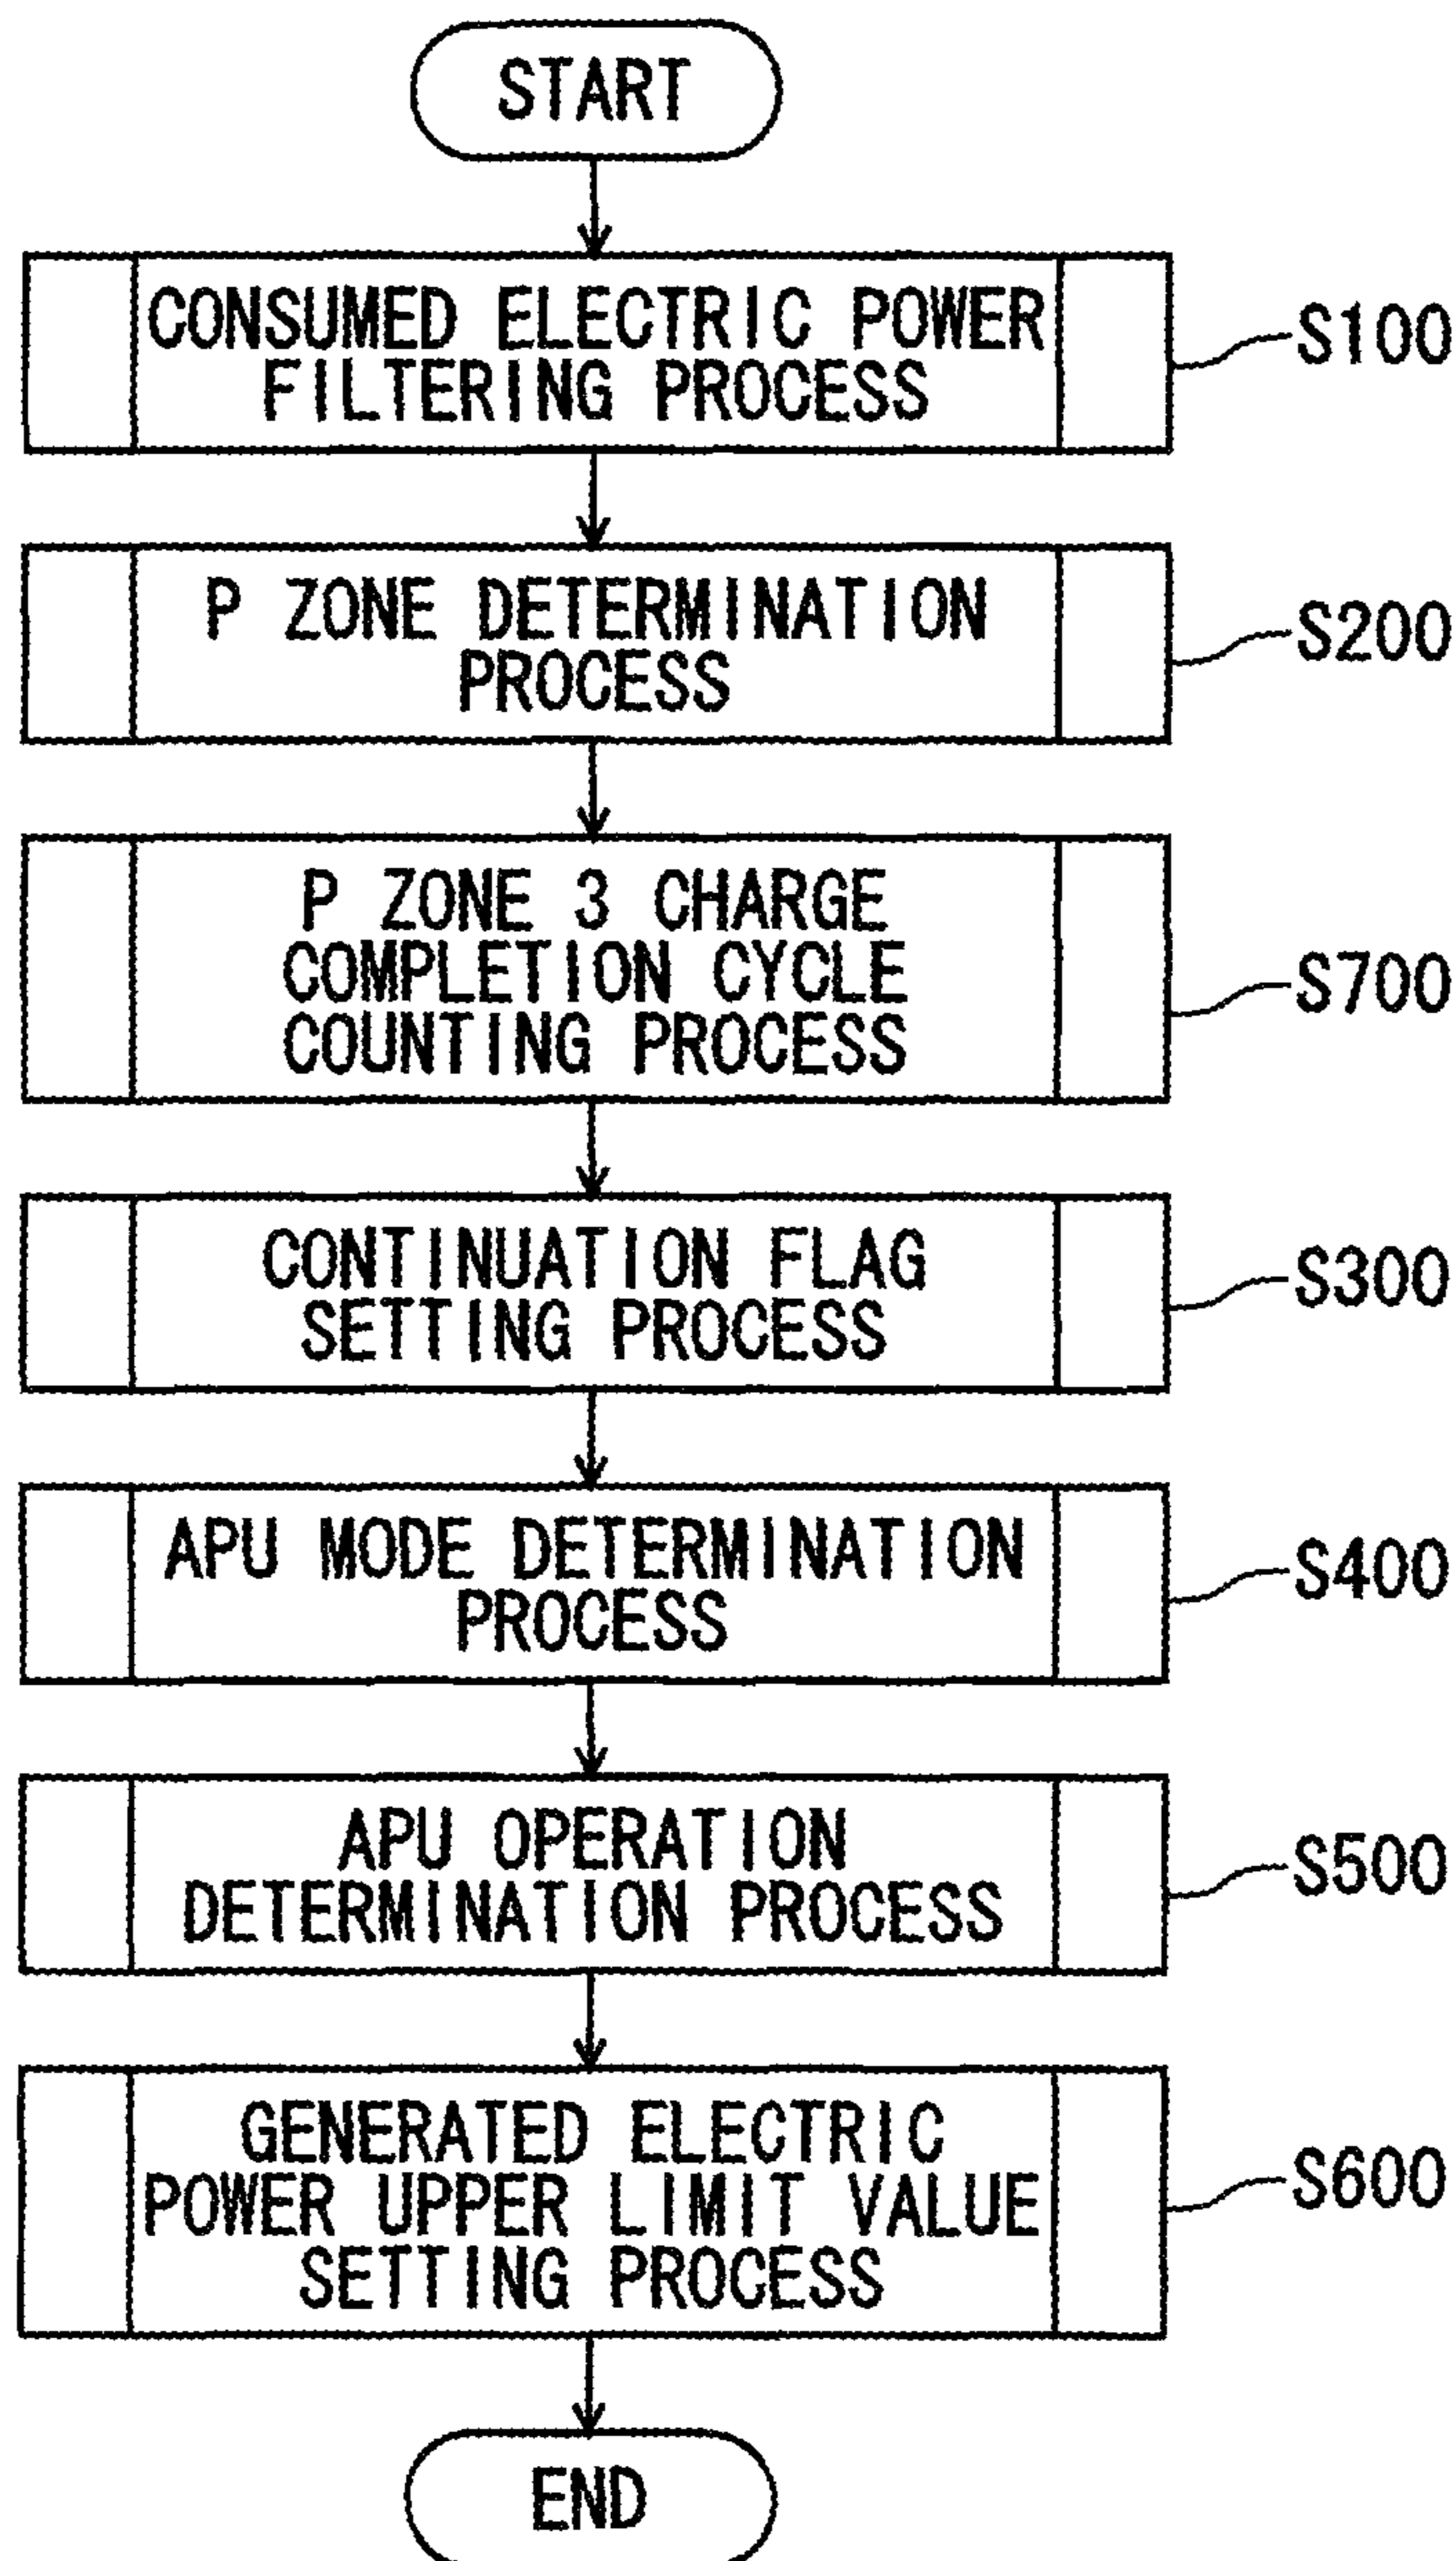 START
CONSUMED ELECTRIC POWER
FILTERING PROCESS
S100
P ZONE DETERMINATION
PROCESS
S200
P ZONE 3 CHARGE
COMPLETION CYCLE
COUNTING PROCESS
S700
CONTINUATION FLAG
SETTING PROCESS
S300
APU MODE DETERMINATION
PROCESS
S400
APU OPERATION
DETERMINATION PROCESS
S500
GENERATED ELECTRIC
POWER UPPER LIMIT VALUE
SETTING PROCESS
S600
END